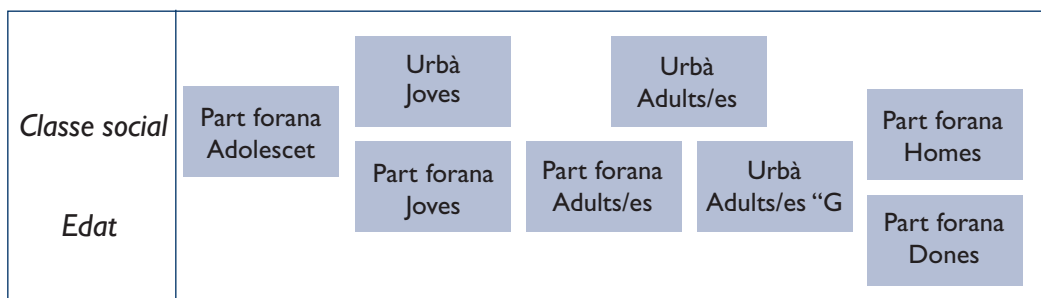 Classe social
Edat
Part forana
Adolescet
Urbà
Joves
Part forana
Joves
Urbà
Adults/es
Part forana
Adults/es
Urbà
Adults/es “G
Part forana
Homes
Part forana
Dones